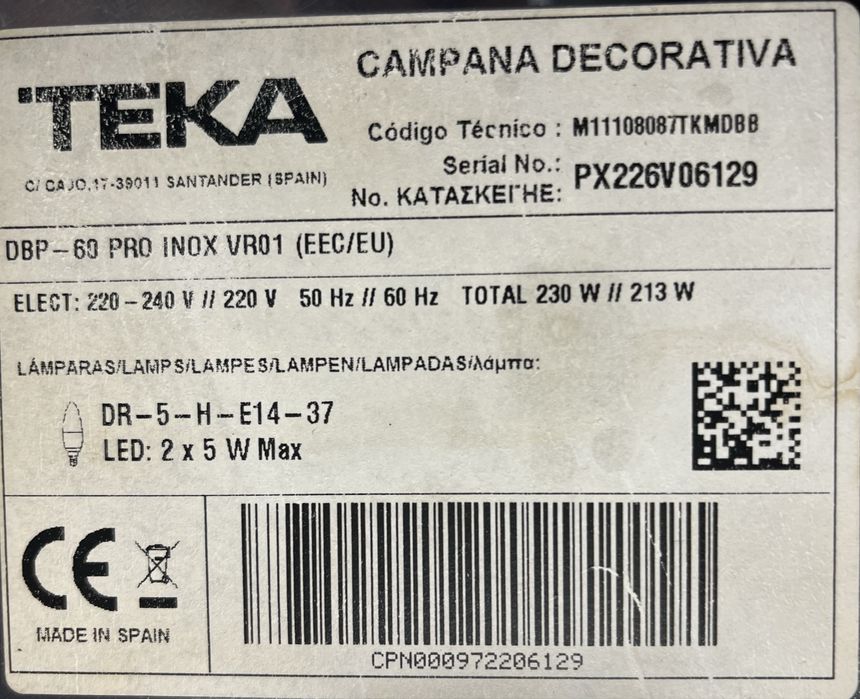 TEKA
C/ CAJO,17-39011 SANTANDER (SPAIN)
CAMPANA DECORATIVA
Código Técnico : M11108087TKMDBB
Serial No.: PX226V06129
No. ΚΑΤΑΣΚΕΓΗΕ:
DBP-60 PRO INOX VR01 (EEC/EU)
ELECT: 220-240 V // 220 V 50 Hz // 60 Hz TOTAL 230 W // 213 W
LÁMPARAS/LAMPS/LAMPES/LAMPEN/LAMPADAS/λάμπα:
DR-5-H-E14-37
LED: 2 x 5 W Max
CE
MADE IN SPAIN
CPN000972206129